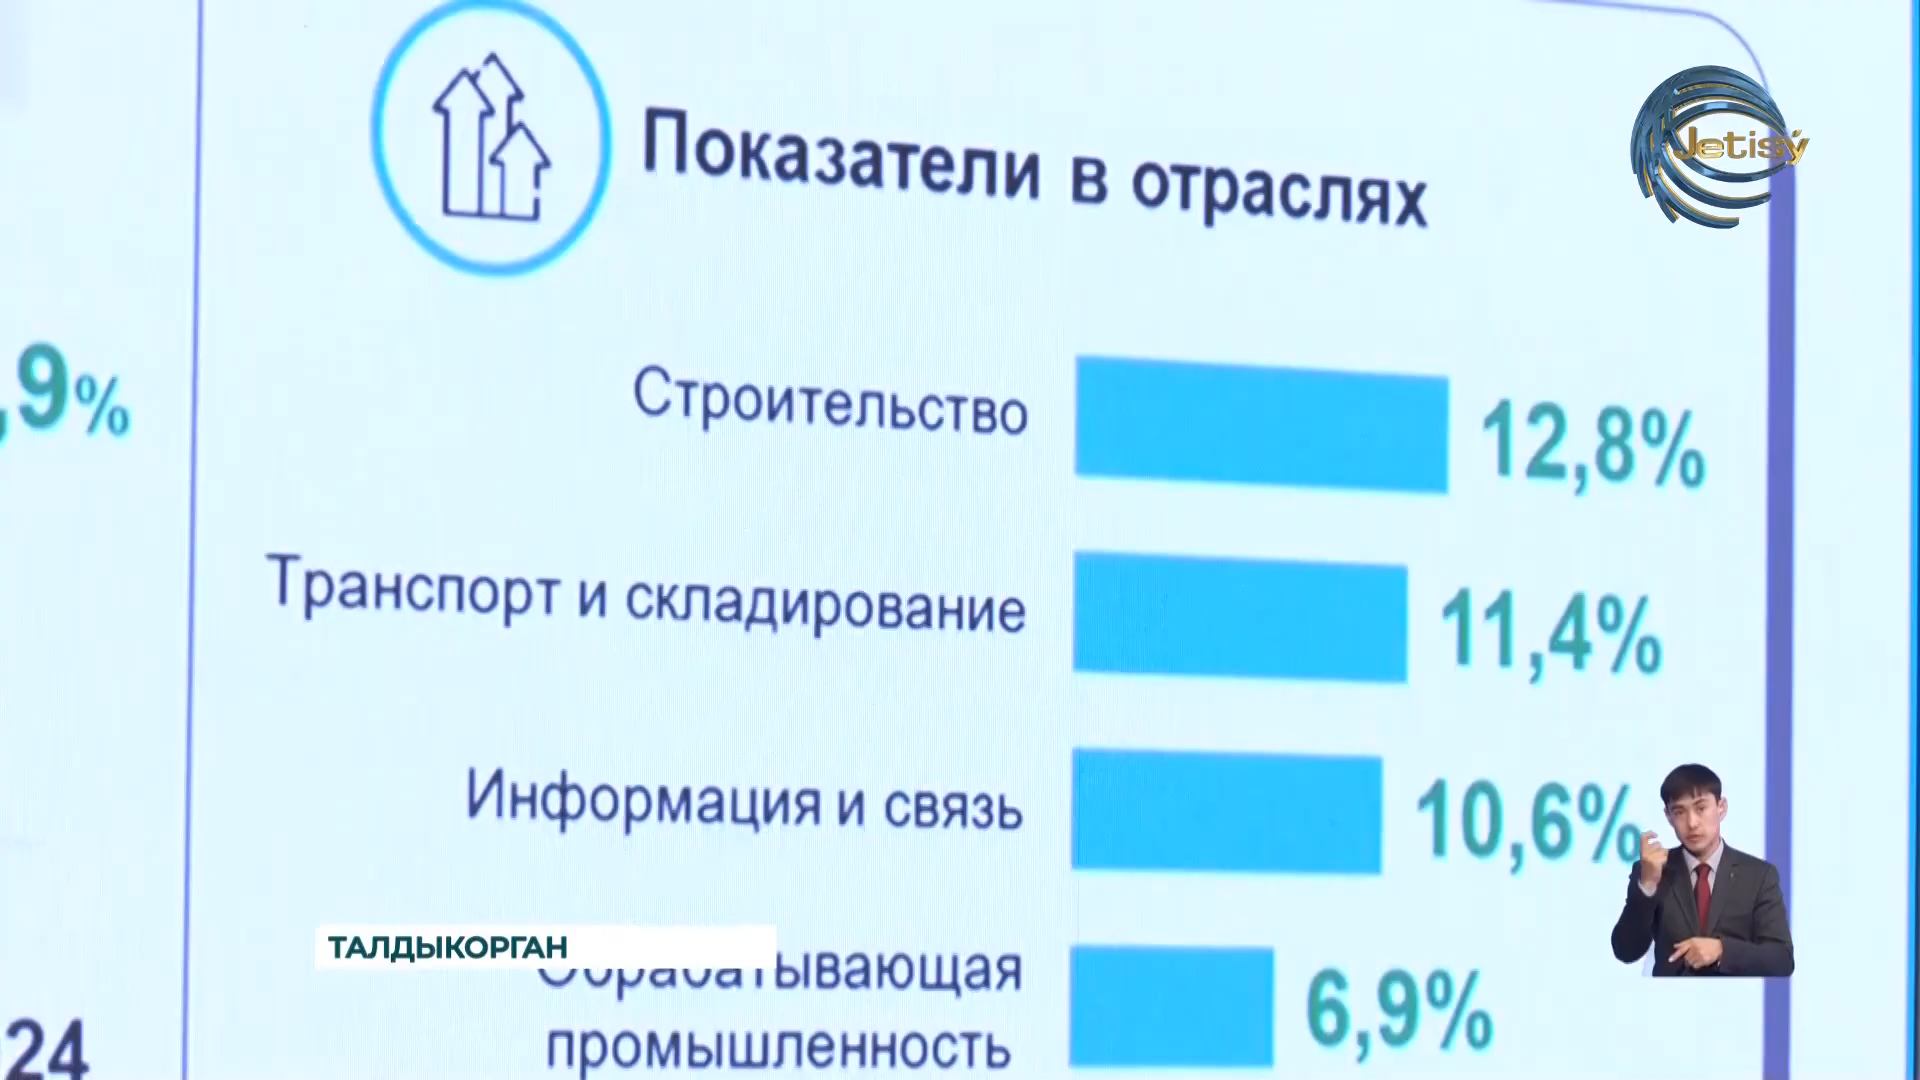 Показатели в отраслях
Jetisý
,9%
Строительство 12,8%
Транспорт и складирование 11,4%
Информация и связь 10,6%
ТАЛДЫКОРГАН
Обрабатывающая
промышленность 6,9%
24